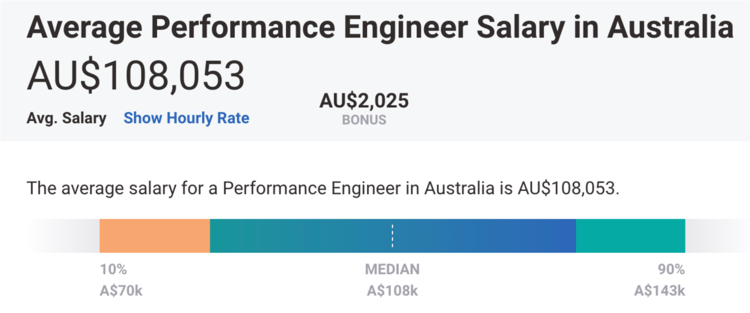 Average Performance Engineer Salary in Australia
AU$108,053
AU$2,025
Avg. Salary Show Hourly Rate
BONUS
The average salary for a Performance Engineer in Australia is AU$108,053.
10% MEDIAN 90%
A$70k A$108k A$143k